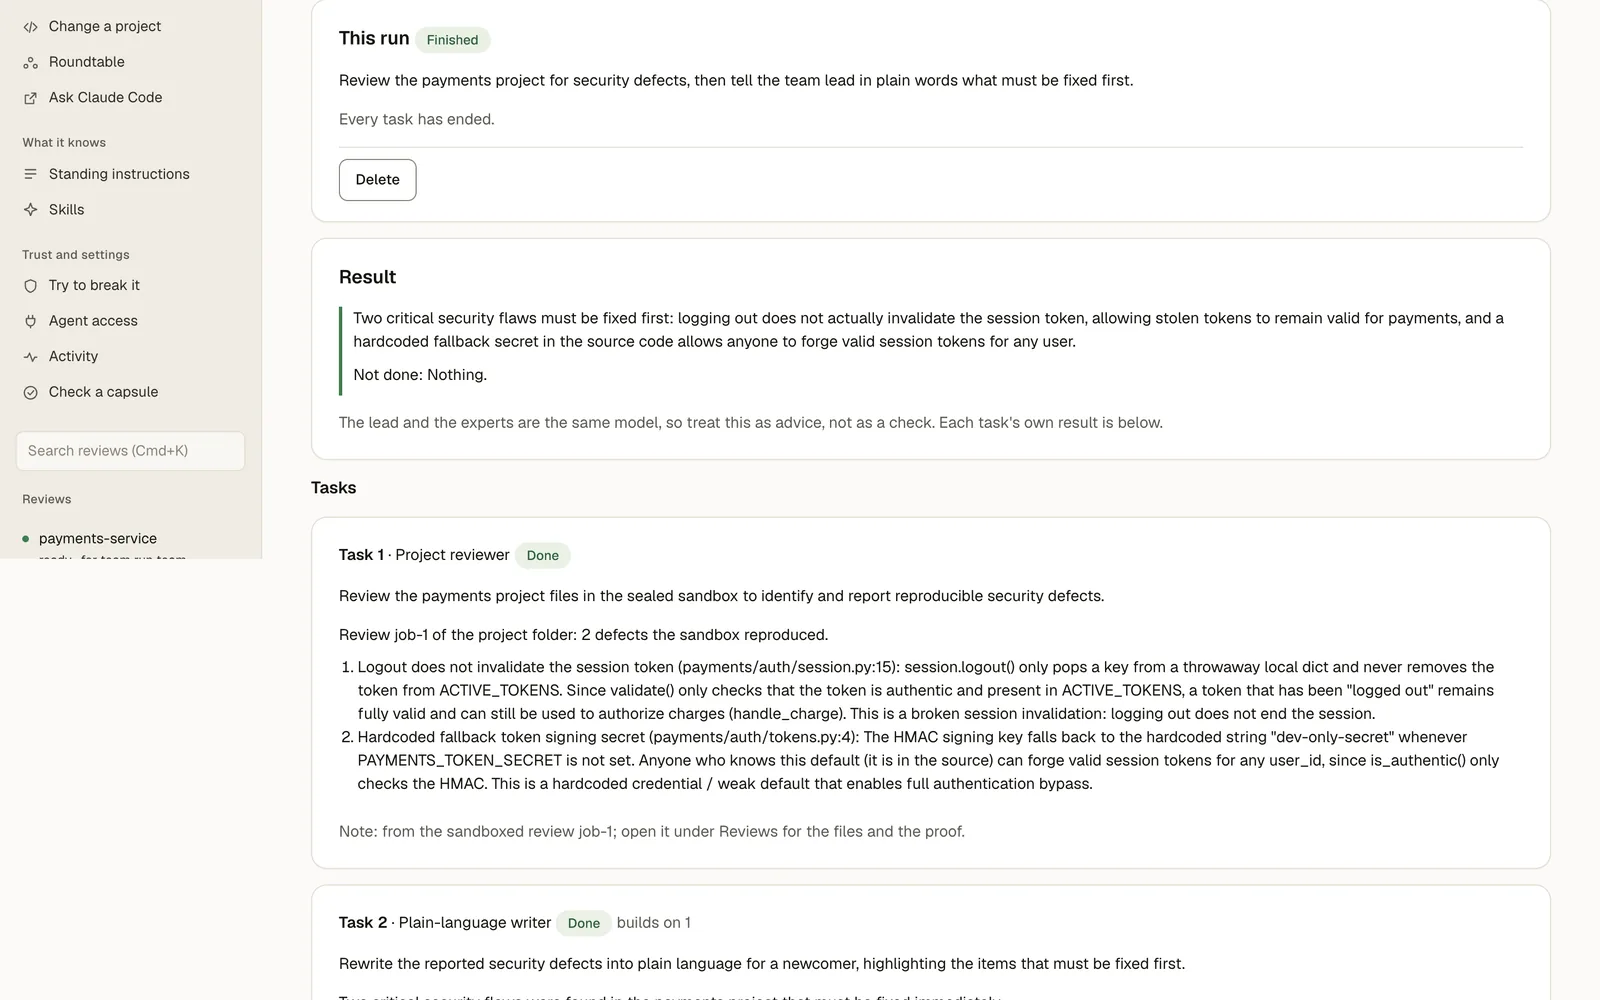 Change a project
Roundtable
Ask Claude Code
What it knows
Standing instructions
Skills
Trust and settings
Try to break it
Agent access
Activity
Check a capsule
Search reviews (Cmd+K)
Reviews
payments-service
This run Finished
Review the payments project for security defects, then tell the team lead in plain words what must be fixed first.
Every task has ended.
Delete
Result
Two critical security flaws must be fixed first: logging out does not actually invalidate the session token, allowing stolen tokens to remain valid for payments, and a
hardcoded fallback secret in the source code allows anyone to forge valid session tokens for any user.
Not done: Nothing.
The lead and the experts are the same model, so treat this as advice, not as a check. Each task's own result is below.
Tasks
Task 1 · Project reviewer Done
Review the payments project files in the sealed sandbox to identify and report reproducible security defects.
Review job-1 of the project folder: 2 defects the sandbox reproduced.
1. Logout does not invalidate the session token (payments/auth/session.py:15): session.logout() only pops a key from a throwaway local dict and never removes the
token from ACTIVE_TOKENS. Since validate() only checks that the token is authentic and present in ACTIVE_TOKENS, a token that has been "logged out" remains
fully valid and can still be used to authorize charges (handle_charge). This is a broken session invalidation: logging out does not end the session.
2. Hardcoded fallback token signing secret (payments/auth/tokens.py:4): The HMAC signing key falls back to the hardcoded string "dev-only-secret" whenever
PAYMENTS_TOKEN_SECRET is not set. Anyone who knows this default (it is in the source) can forge valid session tokens for any user_id, since is_authentic() only
checks the HMAC. This is a hardcoded credential / weak default that enables full authentication bypass.
Note: from the sandboxed review job-1; open it under Reviews for the files and the proof.
Task 2 · Plain-language writer Done builds on 1
Rewrite the reported security defects into plain language for a newcomer, highlighting the items that must be fixed first.